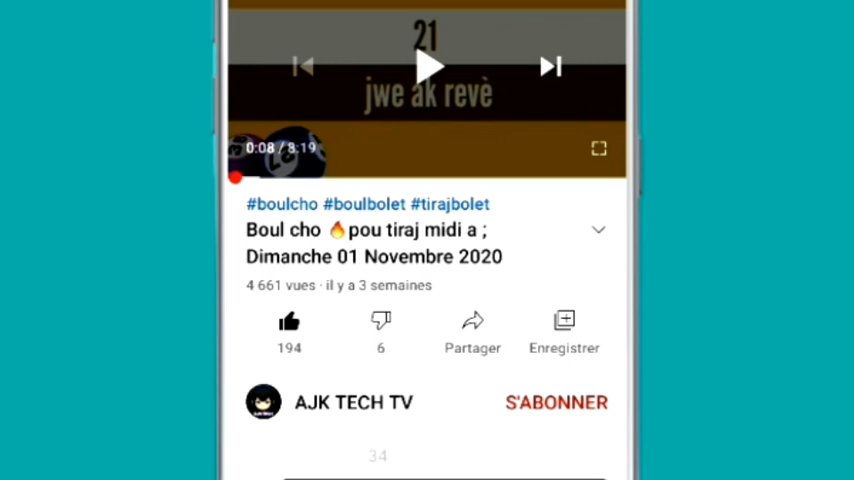 21
jwe ak revè
0:08 / 8:19
#boulcho #boulbolet #tirajbolet
Boul cho 🔥pou tiraj midi a ;
Dimanche 01 Novembre 2020
4 661 vues · il y a 3 semaines
194
6
Partager
Enregistrer
AJK TECH TV
S'ABONNER
34